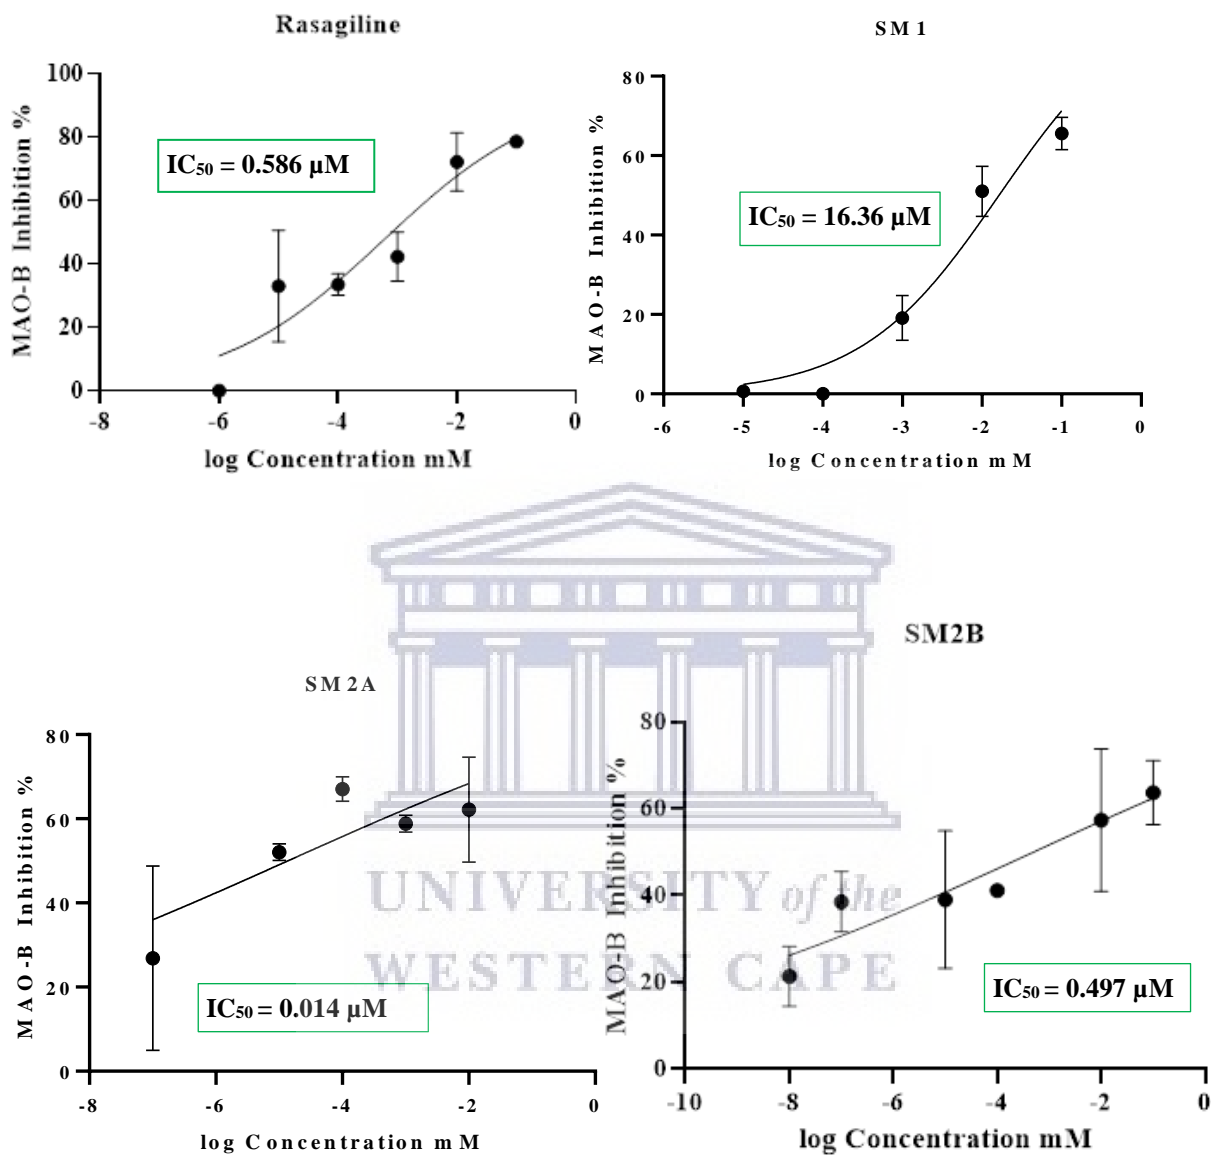 Rasagiline
MAO-B Inhibition %
100
80
60
40
20
0
IC₅₀ = 0.586 µM
-8 -6 -4 -2 0
log Concentration mM
SM 1
MAO-B Inhibition %
80
60
40
20
0
IC₅₀ = 16.36 µM
-6 -5 -4 -3 -2 -1 0
log Concentration mM
SM2A
MAO-B Inhibition %
80
60
40
20
0
IC₅₀ = 0.014 µM
-8 -6 -4 -2 0
log Concentration mM
SM2B
MAO-B Inhibition %
80
60
40
20
0
IC₅₀ = 0.497 µM
-10 -8 -6 -4 -2 0
log Concentration mM
UNIVERSITY of the
WESTERN CAPE